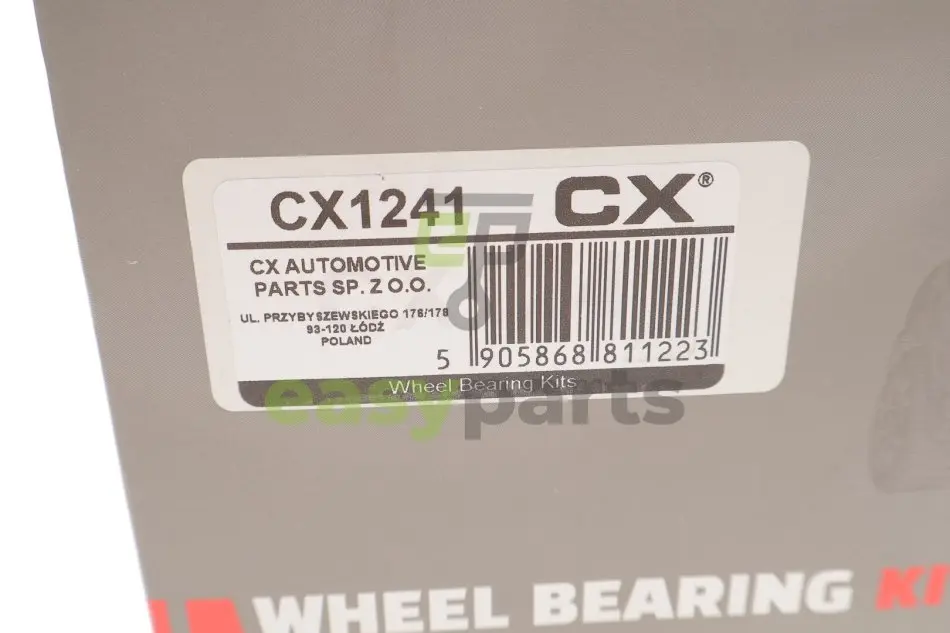 CX1241
CX®
CX AUTOMOTIVE
PARTS SP. Z O.O.
UL. PRZYBYSZEWSKIEGO 176/178
93-120 ŁÓDŹ
POLAND
5 905868 811223
Wheel Bearing Kits
easyparts
WHEEL BEARING KI